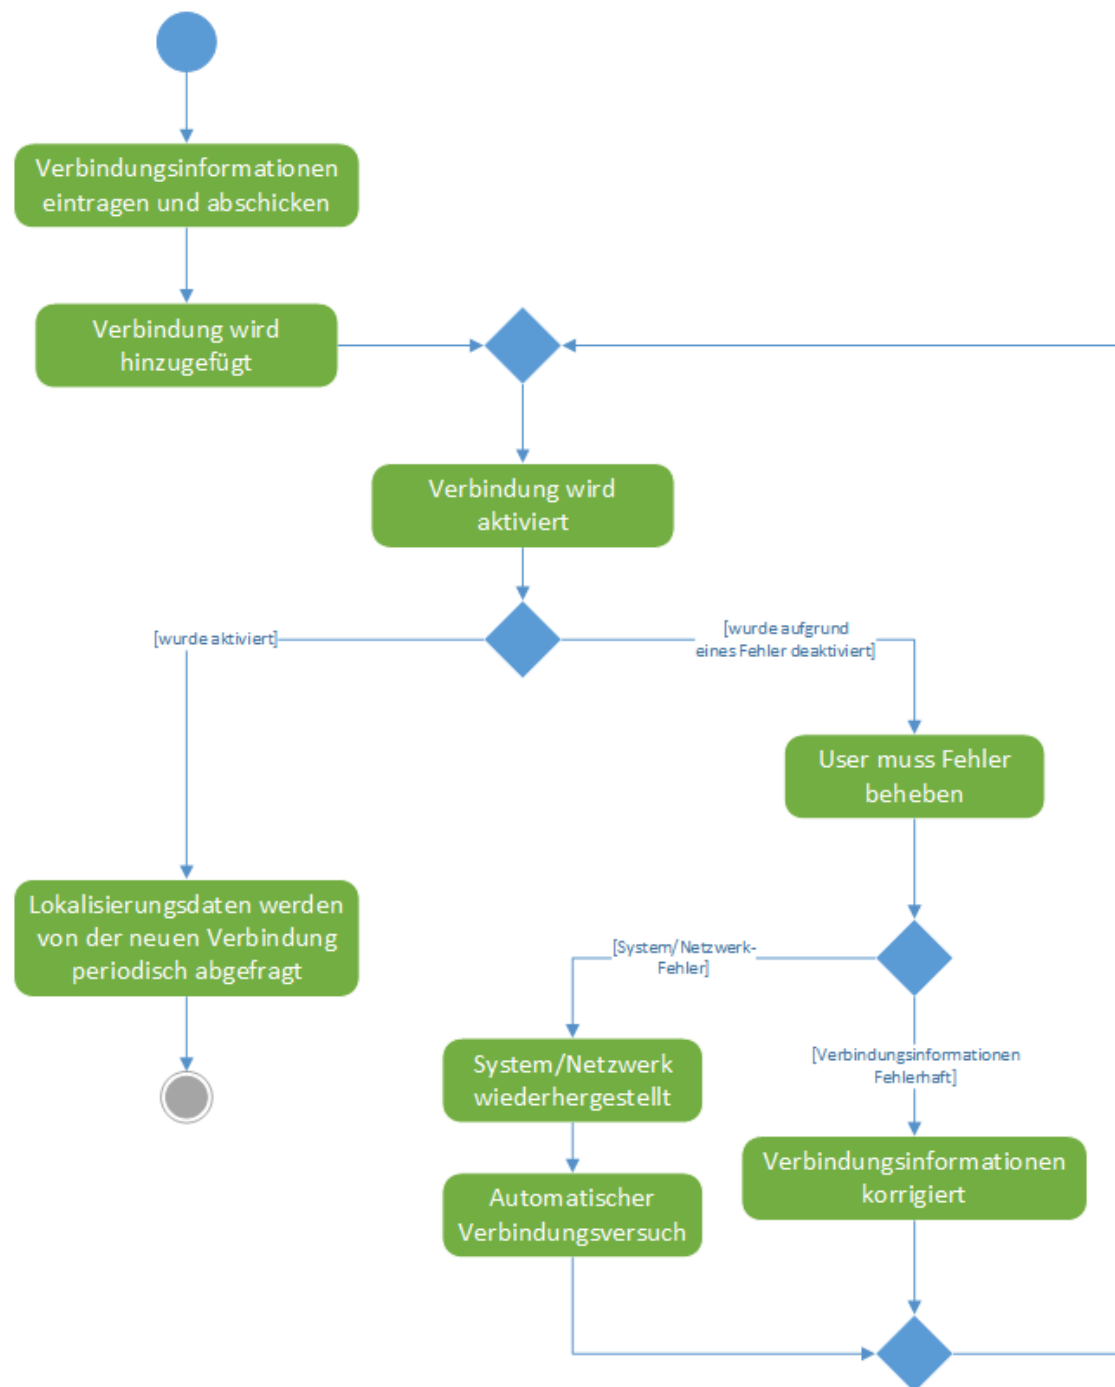 Verbindungsinformationen
eintragen und abschicken
Verbindung wird
hinzugefügt
Verbindung wird
aktiviert
[wurde aktiviert]
[wurde aufgrund
eines Fehler deaktiviert]
User muss Fehler
beheben
Lokalisierungsdaten werden
von der neuen Verbindung
periodisch abgefragt
[System/Netzwerk-
Fehler]
System/Netzwerk
wiederhergestellt
[Verbindungsinformationen
Fehlerhaft]
Automatischer
Verbindungsversuch
Verbindungsinformationen
korrigiert